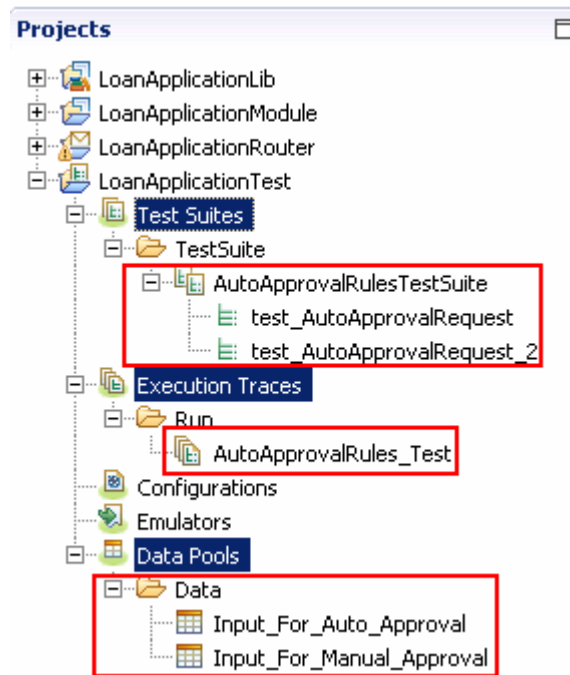 Projects
LoanApplicationLib
LoanApplicationModule
LoanApplicationRouter
LoanApplicationTest
Test Suites
TestSuite
AutoApprovalRulesTestSuite
test_AutoApprovalRequest
test_AutoApprovalRequest_2
Execution Traces
Run
AutoApprovalRules_Test
Configurations
Emulators
Data Pools
Data
Input_For_Auto_Approval
Input_For_Manual_Approval